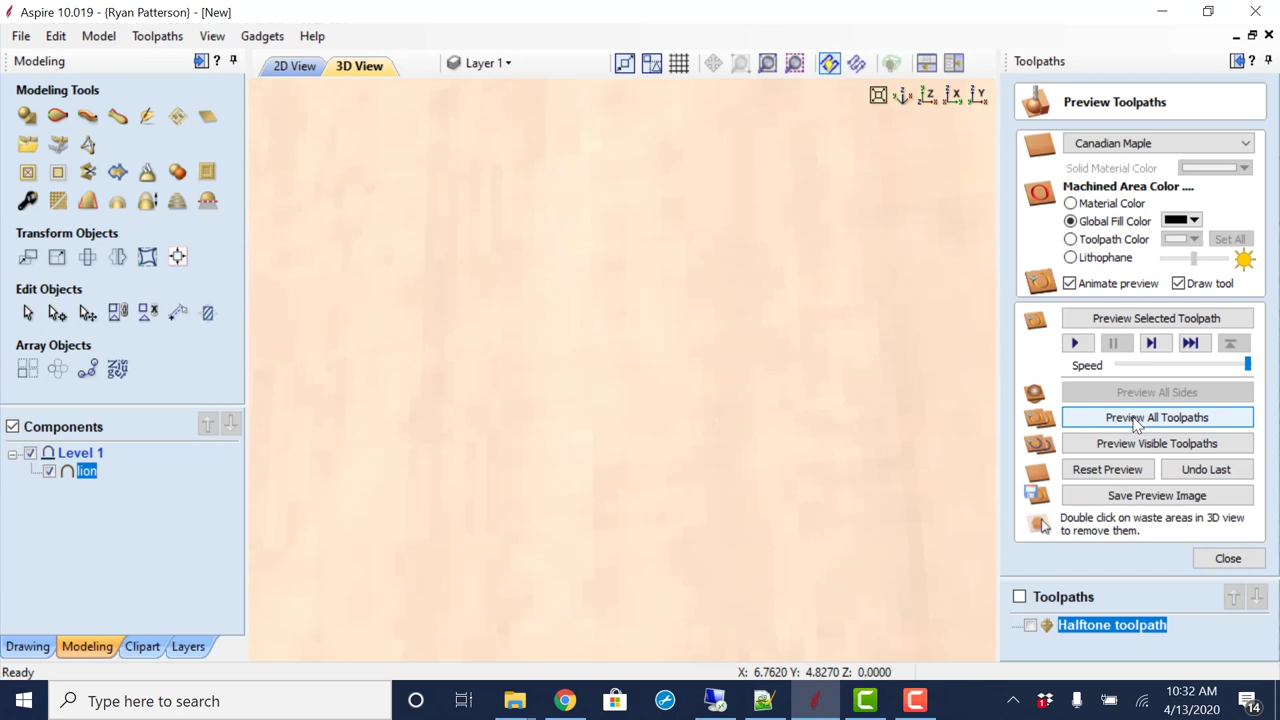 Aspire 10.019 - {Ryan Patterson} - [New]
File Edit Model Toolpaths View Gadgets Help
Modeling
Modeling Tools
Transform Objects
Edit Objects
Array Objects
Components
Level 1
lion
Drawing Modeling Clipart Layers
Ready
2D View 3D View Layer 1
Z X Y
X: 6.7620 Y: 4.8270 Z: 0.0000
Toolpaths
Preview Toolpaths
Canadian Maple
Solid Material Color
Machined Area Color ....
Material Color
Global Fill Color
Toolpath Color Set All
Lithophane
Animate preview Draw tool
Preview Selected Toolpath
Speed
Preview All Sides
Preview All Toolpaths
Preview Visible Toolpaths
Reset Preview Undo Last
Save Preview Image
Double click on waste areas in 3D view
to remove them.
Close
Toolpaths
Halftone toolpath
Type here to search
10:32 AM
4/13/2020
14